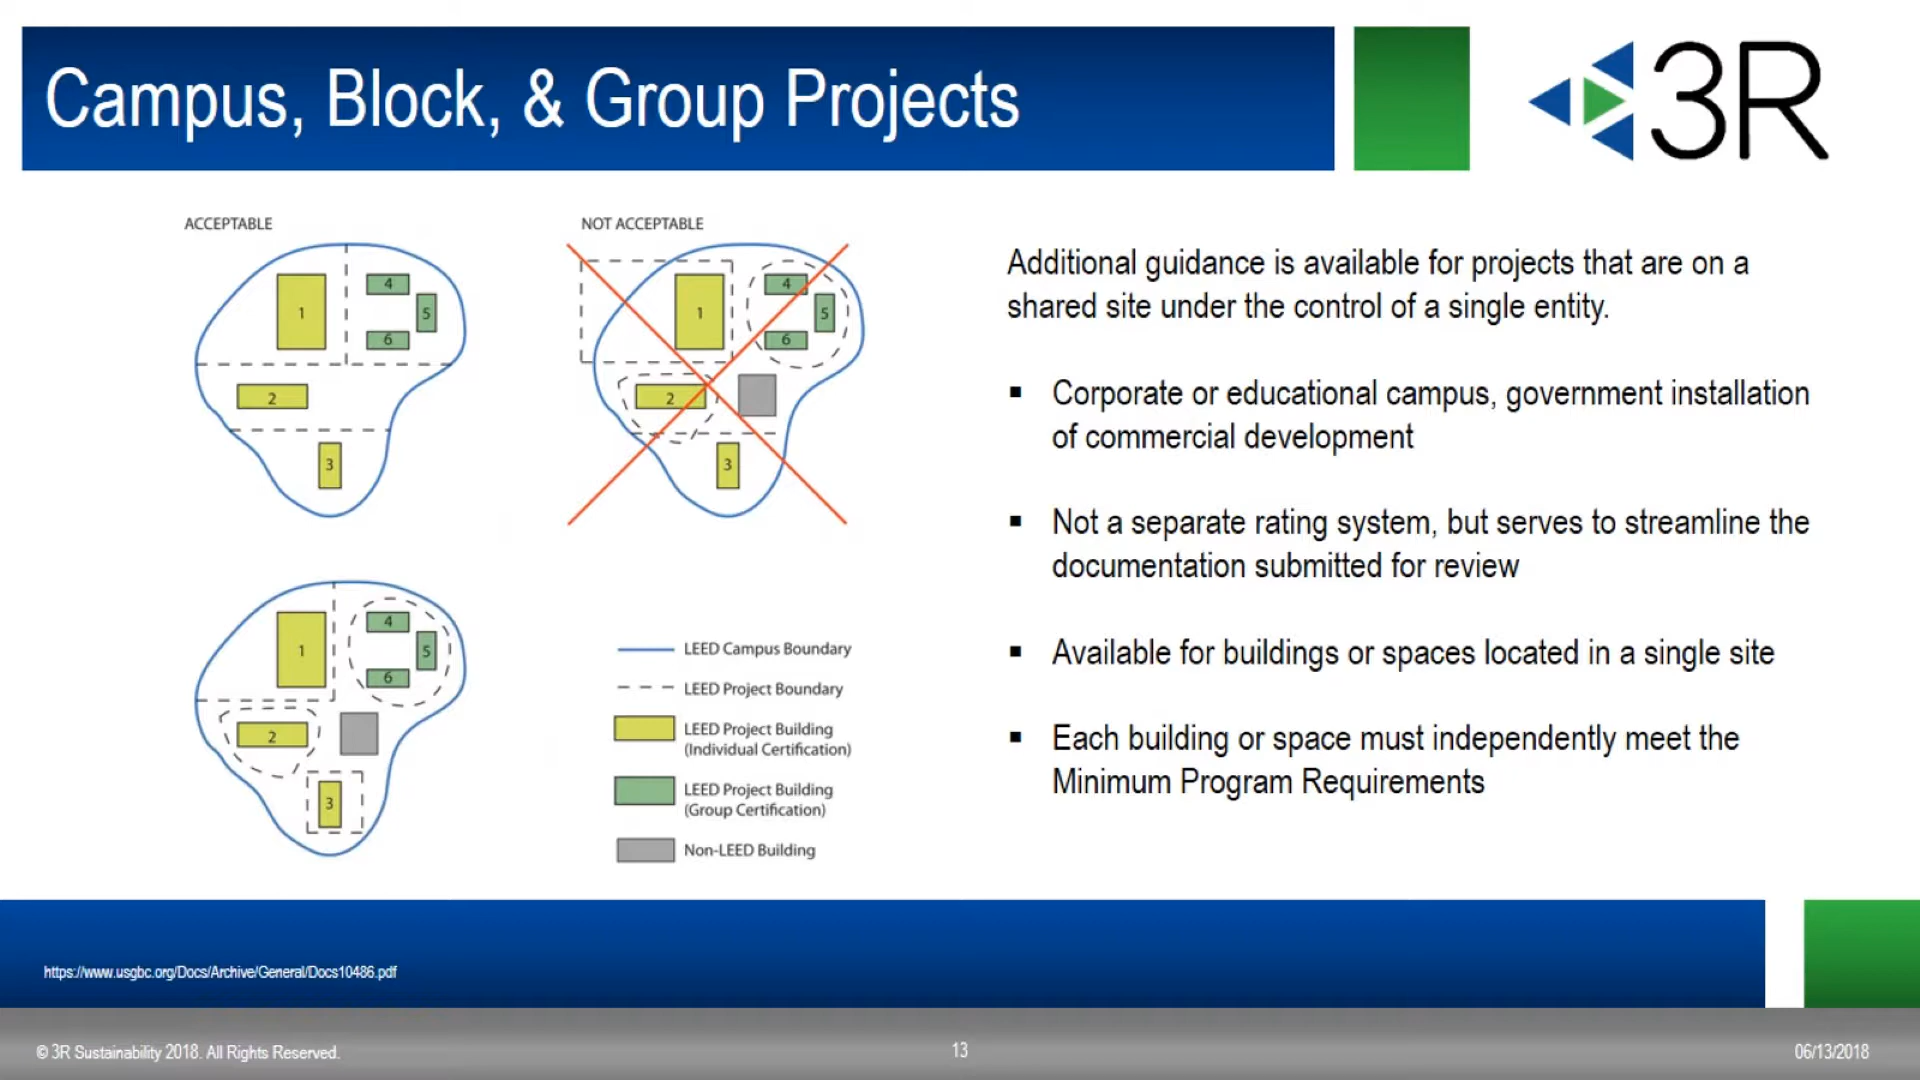 Campus, Block, & Group Projects
3R
ACCEPTABLE
1
4
5
6
2
3
NOT ACCEPTABLE
1
4
5
6
2
3
1
4
5
6
2
3
LEED Campus Boundary
LEED Project Boundary
LEED Project Building
(Individual Certification)
LEED Project Building
(Group Certification)
Non-LEED Building
Additional guidance is available for projects that are on a
shared site under the control of a single entity.
▪ Corporate or educational campus, government installation
of commercial development
▪ Not a separate rating system, but serves to streamline the
documentation submitted for review
▪ Available for buildings or spaces located in a single site
▪ Each building or space must independently meet the
Minimum Program Requirements
https://www.usgbc.org/Docs/Archive/General/Docs10486.pdf
© 3R Sustainability 2018. All Rights Reserved.
13
06/13/2018